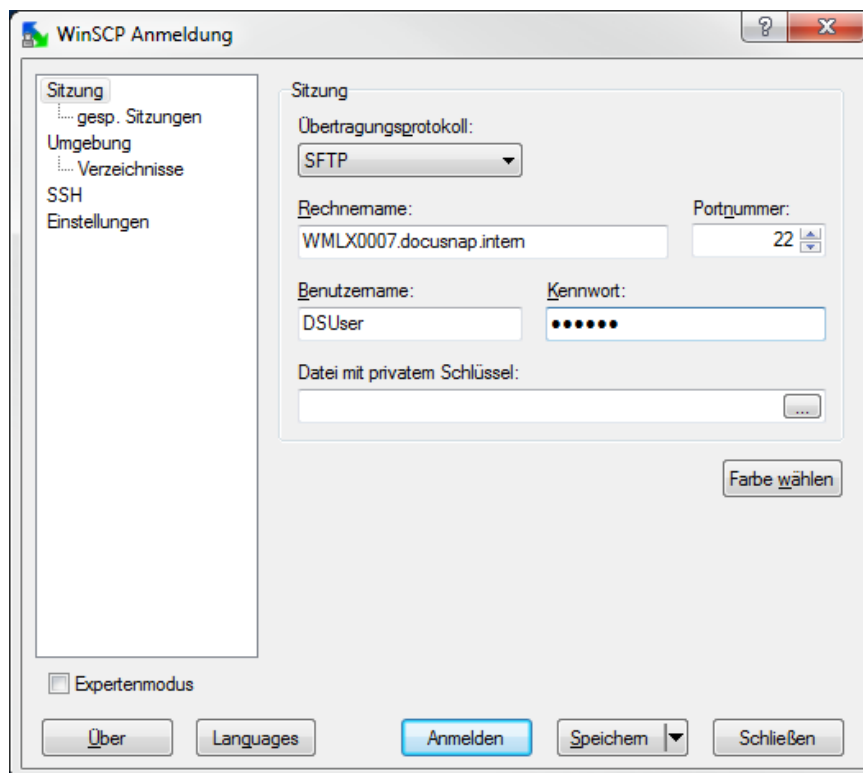 WinSCP Anmeldung
Sitzung
gesp. Sitzungen
Umgebung
Verzeichnisse
SSH
Einstellungen
Sitzung
Übertragungsprotokoll:
SFTP
Rechnername: Portnummer:
WMLX0007.docusnap.intern 22
Benutzername: Kennwort:
DSUser ●●●●●●
Datei mit privatem Schlüssel:
...
Farbe wählen
Expertenmodus
Über Languages Anmelden Speichern Schließen